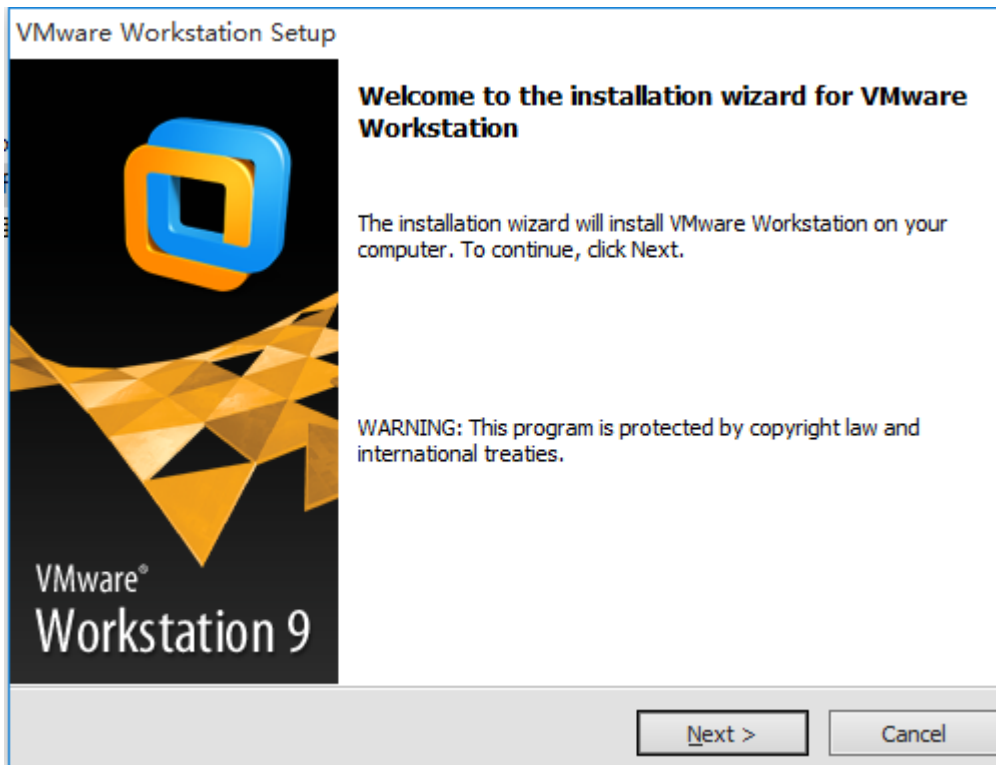 VMware Workstation Setup
Welcome to the installation wizard for VMware
Workstation
The installation wizard will install VMware Workstation on your
computer. To continue, click Next.
WARNING: This program is protected by copyright law and
international treaties.
VMware®
Workstation 9
Next >
Cancel